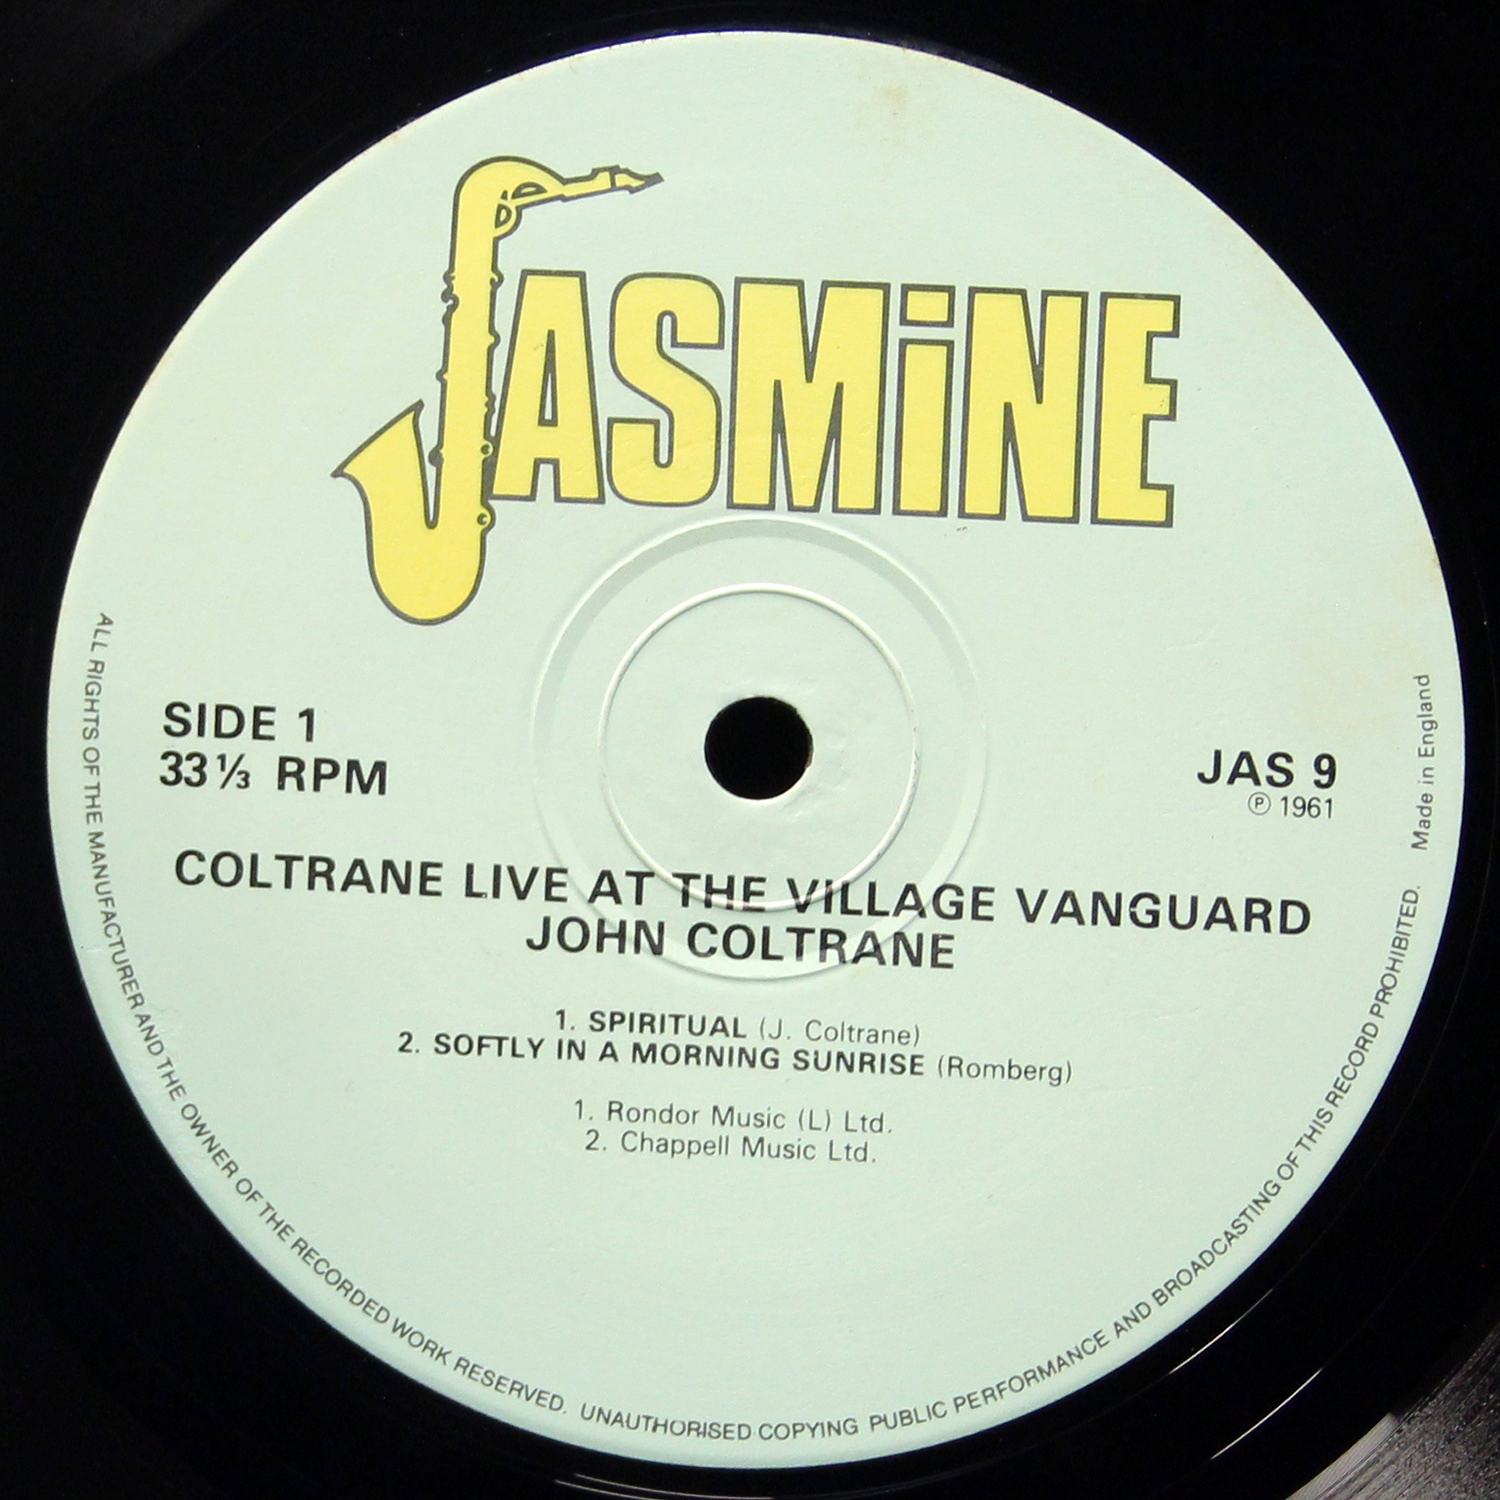 JASMiNE
SIDE 1
33⅓ RPM
JAS 9
℗ 1961
COLTRANE LIVE AT THE VILLAGE VANGUARD
JOHN COLTRANE
1. SPIRITUAL (J. Coltrane)
2. SOFTLY IN A MORNING SUNRISE (Romberg)
1. Rondor Music (L) Ltd.
2. Chappell Music Ltd.
ALL RIGHTS OF THE MANUFACTURER AND THE OWNER OF THE RECORDED WORK RESERVED. UNAUTHORISED COPYING PUBLIC PERFORMANCE AND BROADCASTING OF THIS RECORD PROHIBITED. Made in England